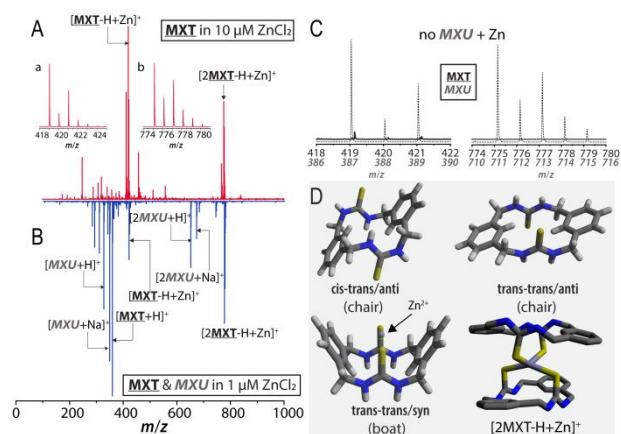 A
[MXT-H+Zn]⁺
MXT in 10 μM ZnCl₂
a
b
[2MXT-H+Zn]⁺
418 420 422 424
m/z
774 776 778 780
m/z
B
[2MXU+H]⁺
[MXU+H]⁺
[2MXU+Na]⁺
[MXT-H+Zn]⁺
[MXU+Na]⁺
[MXT+H]⁺
[2MXT-H+Zn]⁺
MXT & MXU in 1 μM ZnCl₂
0 200 400 600 800 1000
m/z
C
no MXU + Zn
MXT
MXU
418 419 420 421 422
386 387 388 389 390
m/z
774 775 776 777 778 779 780
710 711 712 713 714 715 716
m/z
D
cis-trans/anti
(chair)
trans-trans/anti
(chair)
Zn²⁺
trans-trans/syn
(boat)
[2MXT-H+Zn]⁺